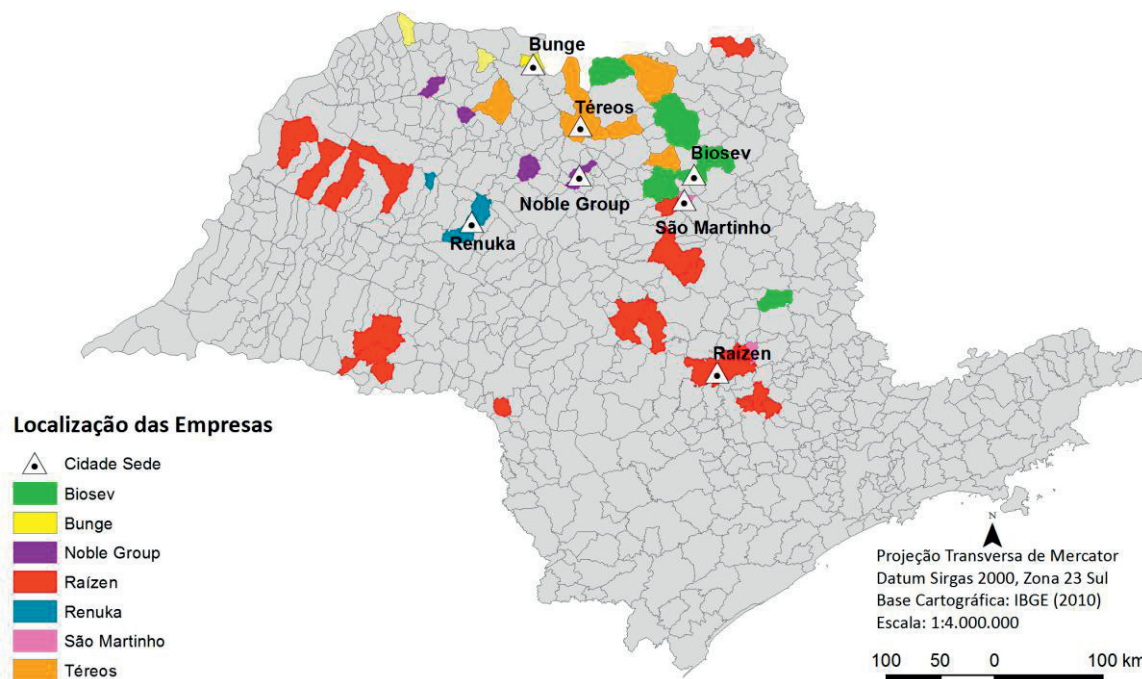 Bunge
Téreos
Biosev
Noble Group
São Martinho
Renuka
Raízen
Localização das Empresas
Cidade Sede
Biosev
Bunge
Noble Group
Raízen
Renuka
São Martinho
Téreos
N
Projeção Transversa de Mercator
Datum Sirgas 2000, Zona 23 Sul
Base Cartográfica: IBGE (2010)
Escala: 1:4.000.000
100 50 0 100 km